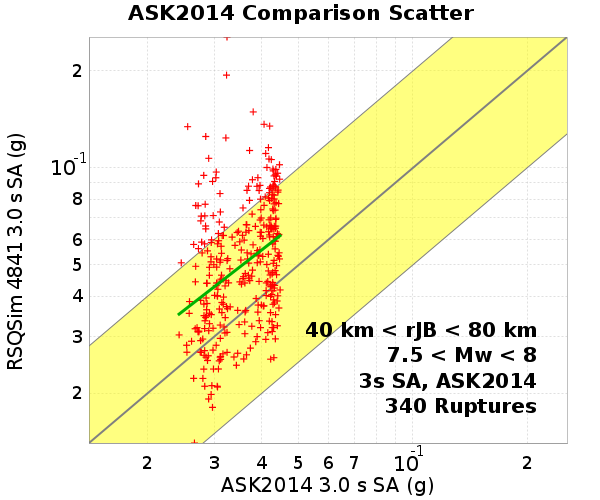 ASK2014 Comparison Scatter
RSQSim 4841 3.0 s SA (g)
2
10-1
8
6
5
4
3
2
40 km < rJB < 80 km
7.5 < Mw < 8
3s SA, ASK2014
340 Ruptures
2 3 4 5 6 7 10-1 2
ASK2014 3.0 s SA (g)